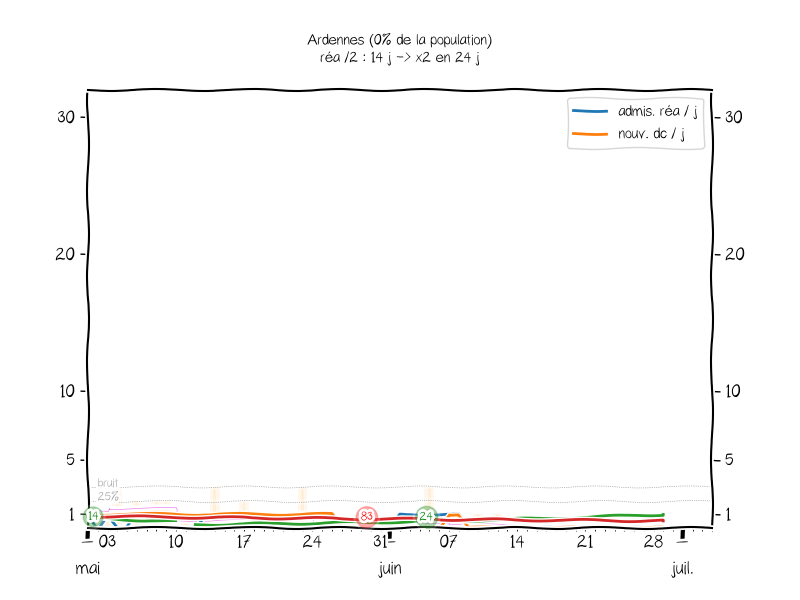 Ardennes (0% de la population)
réa /2 : 14 j -> x2 en 24 j
admis. réa / j
nouv. dc / j
30 30
20 20
10 10
5 5
bruit
25%
1 1
14 83 24
03 10 17 24 31 07 14 21 28
mai juin juil.